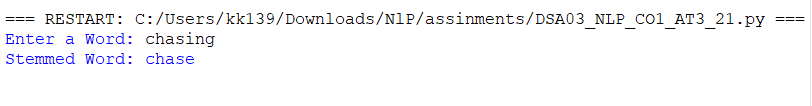 === RESTART: C:/Users/kk139/Downloads/NlP/assinments/DSA03_NLP_CO1_AT3_21.py ===
Enter a Word: chasing
Stemmed Word: chase